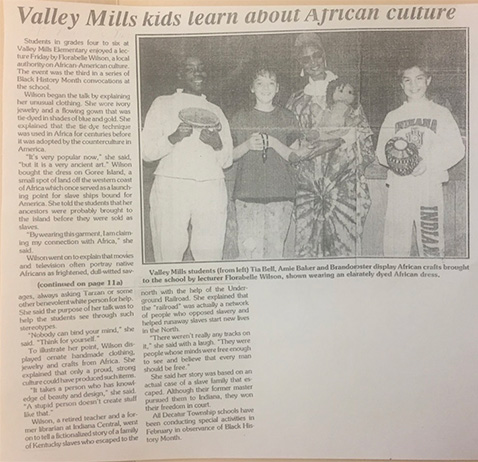 Valley Mills kids learn about African culture
Students in grades four to six at
Valley Mills Elementary enjoyed a lec-
ture Friday by Florabelle Wilson, a local
authority on African-American culture.
The event was the third in a series of
Black History Month convocations at
the school.
Wilson began the talk by explaining
her unusual clothing. She wore ivory
jewelry and a flowing gown that was
tie dyed in shades of blue and gold. She
explained that the tie dye technique
was used in Africa for centuries before
it was adopted by the counterculture in
America.
"It's very popular now," she said,
"but it is a very ancient art." Wilson
bought the dress on Goree Island, a
small spot of land off the western coast
of Africa which once served as a launch-
ing point for slave ships bound for
America. She told the students that her
ancestors were probably brought to
the island before they were sold as
slaves.
"By wearing this garment, I am claim-
ing my connection with Africa," she
said.
Wilson went on to explain that movies
and television often portray native
Africans as frightened, dull-witted sav-
(continued on page 11a)
ages, always asking Tarzan or some
other benevolent white person for help.
She said the purpose of her talk was to
help the students see through such
stereotypes.
"Nobody can bind your mind," she
said. "Think for yourself."
To illustrate her point, Wilson dis-
played ornate handmade clothing,
jewelry and crafts from Africa. She
explained that only a proud, strong
culture could have produced such items.
"It takes a person who has knowl-
edge of beauty and design," she said.
"A stupid person doesn't create stuff
like that."
Wilson, a retired teacher and a for-
mer librarian at Indiana Central, went
on to tell a fictionalized story of a family
of Kentucky slaves who escaped to the
INDIANA
INDIAN
Valley Mills students (from left) Tia Bell, Amie Baker and Brandon
display African crafts brought
to the school by lecturer Florabelle Wilson, shown wearing an elarately dyed African dress.
north with the help of the Under-
ground Railroad. She explained that
the "railroad" was actually a network
of people who opposed slavery and
helped runaway slaves start new lives
in the North.
"There weren't really any tracks on
it," she said with a laugh. "They were
people whose minds were free enough
to see and believe that every man
should be free."
She said her story was based on an
actual case of a slave family that es-
caped. Although their former master
pursued them to Indiana, they won
their freedom in court.
All Decatur Township schools have
been conducting special activities in
February in observance of Black His-
tory Month.